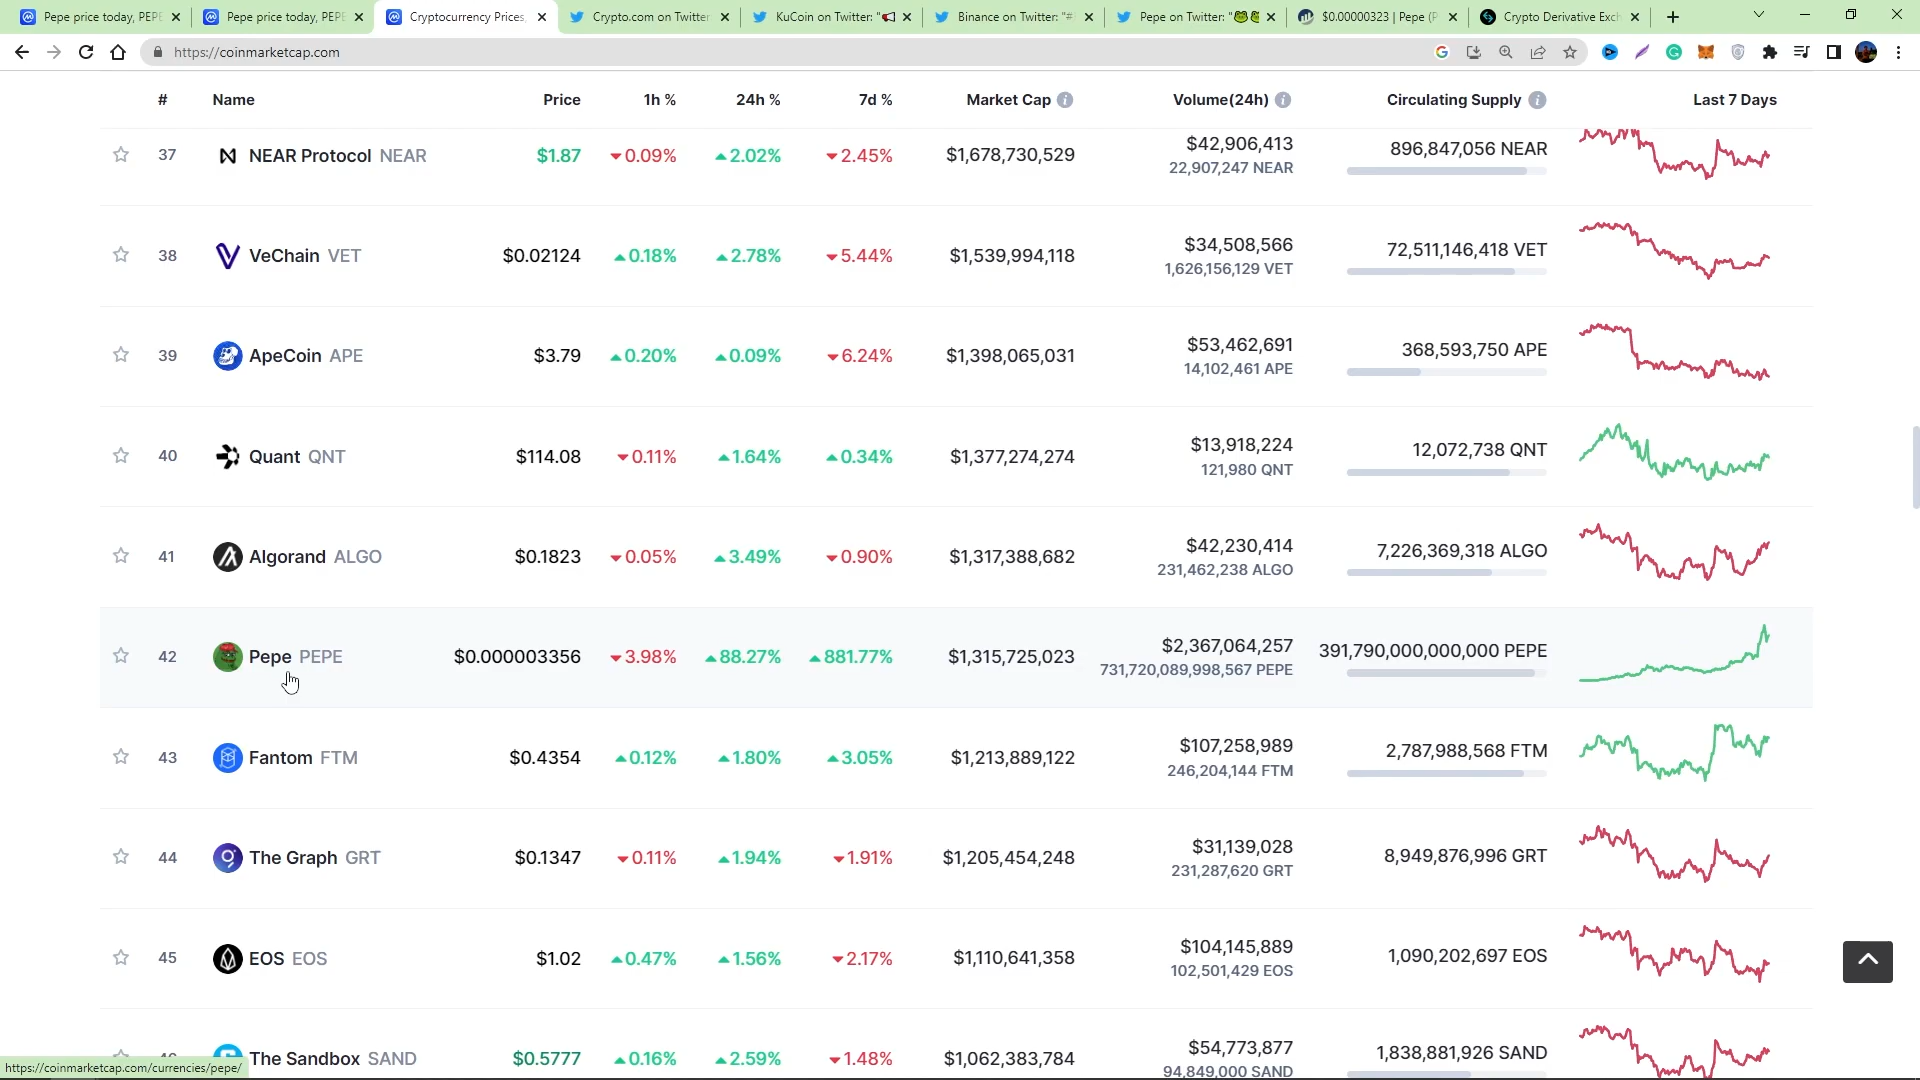 Pepe price today, PEPE
Pepe price today, PEPE
Cryptocurrency Prices,
Crypto.com on Twitter:
KuCoin on Twitter: "📢
Binance on Twitter: "#
Pepe on Twitter: "🐸🐸
$0.00000323 | Pepe (P
Crypto Derivative Exch
https://coinmarketcap.com
# Name Price 1h % 24h % 7d % Market Cap Volume(24h) Circulating Supply Last 7 Days
37 NEAR Protocol NEAR $1.87 0.09% 2.02% 2.45% $1,678,730,529 $42,906,413 896,847,056 NEAR
22,907,247 NEAR
38 VeChain VET $0.02124 0.18% 2.78% 5.44% $1,539,994,118 $34,508,566 72,511,146,418 VET
1,626,156,129 VET
39 ApeCoin APE $3.79 0.20% 0.09% 6.24% $1,398,065,031 $53,462,691 368,593,750 APE
14,102,461 APE
40 Quant QNT $114.08 0.11% 1.64% 0.34% $1,377,274,274 $13,918,224 12,072,738 QNT
121,980 QNT
41 Algorand ALGO $0.1823 0.05% 3.49% 0.90% $1,317,388,682 $42,230,414 7,226,369,318 ALGO
231,462,238 ALGO
42 Pepe PEPE $0.000003356 3.98% 88.27% 881.77% $1,315,725,023 $2,367,064,257 391,790,000,000,000 PEPE
731,720,089,998,567 PEPE
43 Fantom FTM $0.4354 0.12% 1.80% 3.05% $1,213,889,122 $107,258,989 2,787,988,568 FTM
246,204,144 FTM
44 The Graph GRT $0.1347 0.11% 1.94% 1.91% $1,205,454,248 $31,139,028 8,949,876,996 GRT
231,287,620 GRT
45 EOS EOS $1.02 0.47% 1.56% 2.17% $1,110,641,358 $104,145,889 1,090,202,697 EOS
102,501,429 EOS
The Sandbox SAND $0.5777 0.16% 2.59% 1.48% $1,062,383,784 $54,773,877 1,838,881,926 SAND
94,849,000 SAND
https://coinmarketcap.com/currencies/pepe/